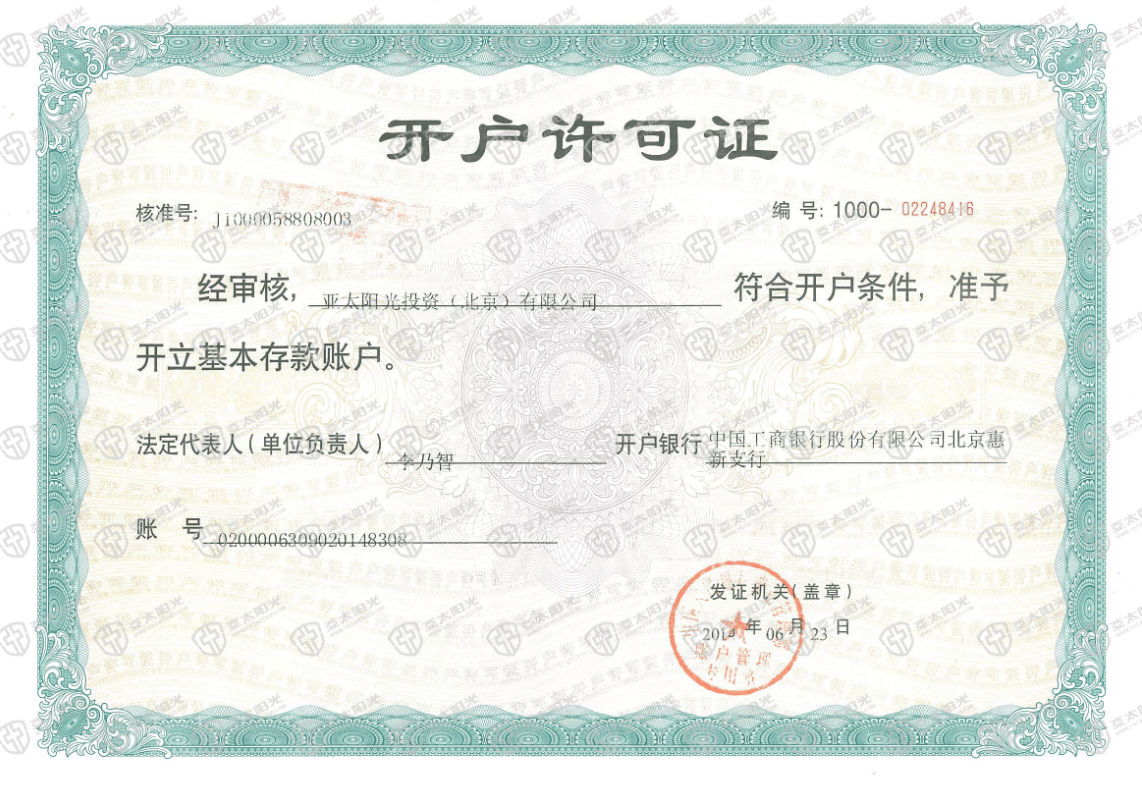 开户许可证
核准号: J1000058808003 编 号: 1000-02248416
经审核, 亚太阳光投资（北京）有限公司 符合开户条件, 准予
开立基本存款账户。
法定代表人(单位负责人) 李乃智 开户银行 中国工商银行股份有限公司北京惠
新支行
账 号 0200006309020148308
发证机关(盖章)
2014 年 06 月 23 日
账户管理
专用章
亚太阳光